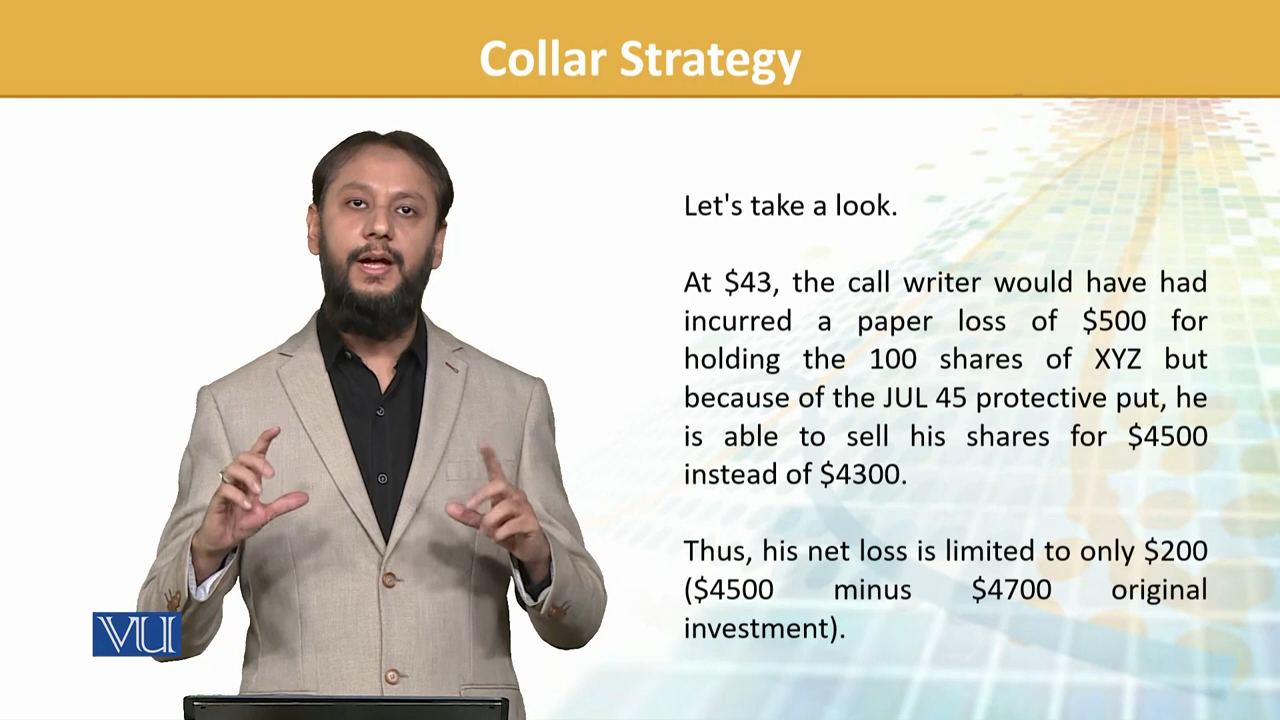 Collar Strategy
Let's take a look.
At $43, the call writer would have had
incurred a paper loss of $500 for
holding the 100 shares of XYZ but
because of the JUL 45 protective put, he
is able to sell his shares for $4500
instead of $4300.
Thus, his net loss is limited to only $200
($4500 minus $4700 original
investment).
VU